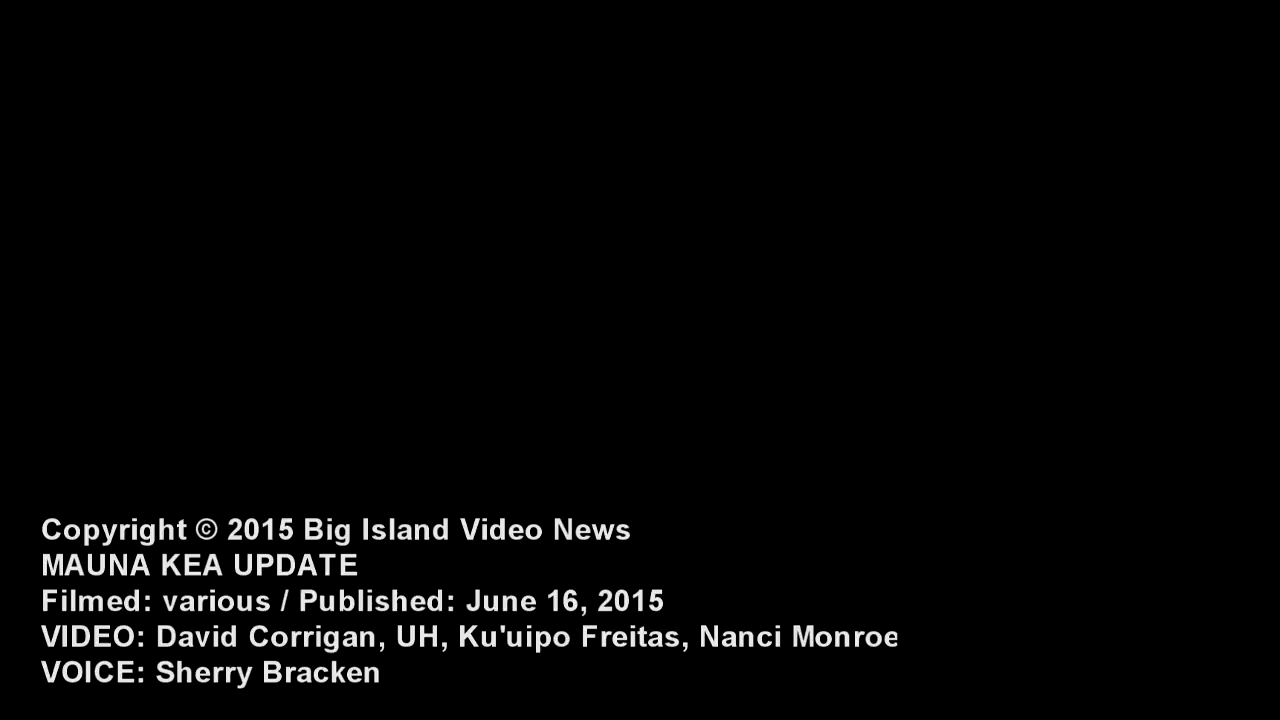 Copyright © 2015 Big Island Video News
MAUNA KEA UPDATE
Filmed: various / Published: June 16, 2015
VIDEO: David Corrigan, UH, Ku'uipo Freitas, Nanci Monroe
VOICE: Sherry Bracken